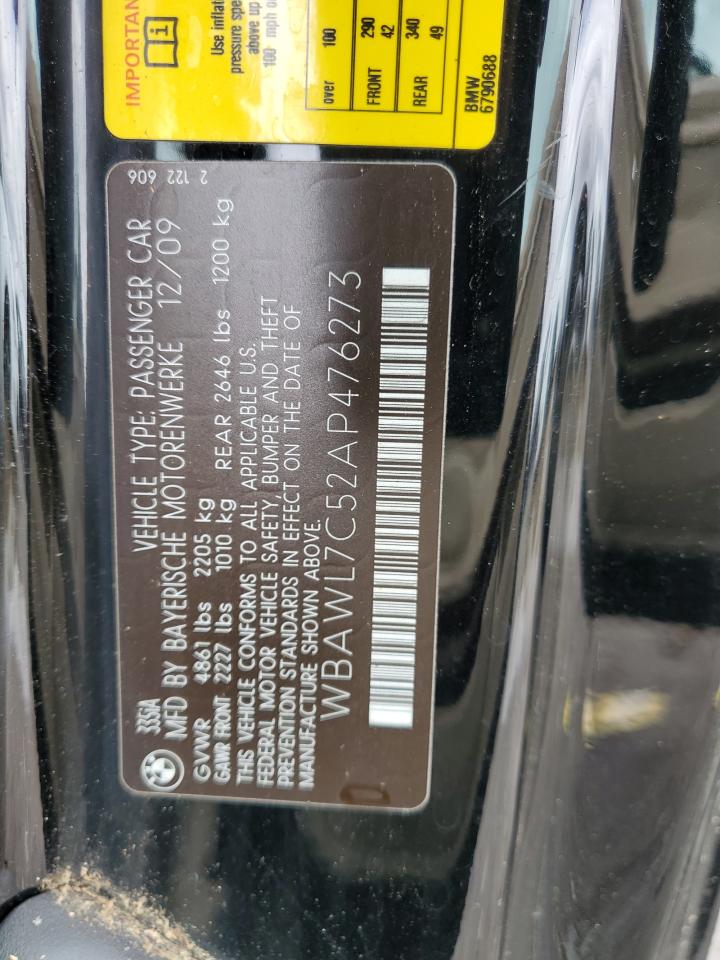 IMPORTAN
Use inflat
pressure spe
above up
100 mph o
over 100
FRONT 290 42
REAR 340 49
BMW
6790688
2 122 606
335iA VEHICLE TYPE: PASSENGER CAR
MFD BY BAYERISCHE MOTORENWERKE 12/09
GVWR 4861 lbs 2205 kg
GAWR FRONT 2227 lbs 1010 kg REAR 2646 lbs 1200 kg
THIS VEHICLE CONFORMS TO ALL APPLICABLE U.S.
FEDERAL MOTOR VEHICLE SAFETY, BUMPER AND THEFT
PREVENTION STANDARDS IN EFFECT ON THE DATE OF
MANUFACTURE SHOWN ABOVE.
WBAWL7C52AP476273